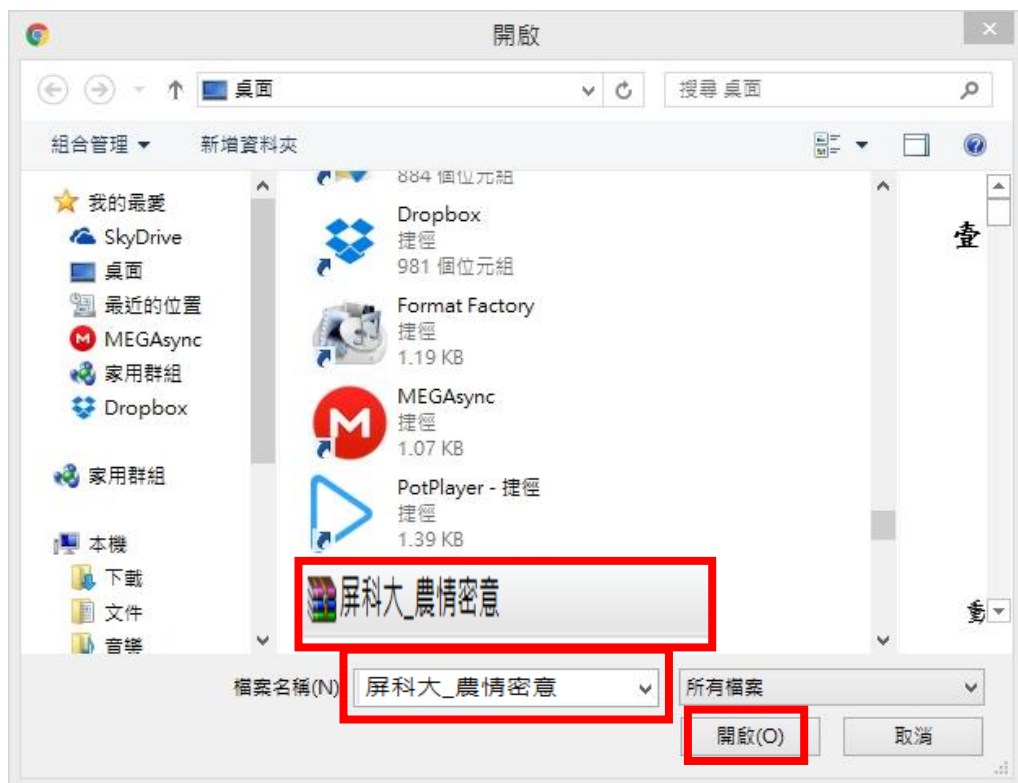 開啟
桌面
搜尋 桌面
組合管理
新增資料夾
我的最愛
SkyDrive
桌面
最近的位置
MEGAsync
家用群組
Dropbox
家用群組
本機
下載
文件
音樂
884 個位元組
Dropbox
捷徑
981 個位元組
Format Factory
捷徑
1.19 KB
MEGAsync
捷徑
1.07 KB
PotPlayer - 捷徑
捷徑
1.39 KB
屏科大_農情密意
壹
檔案名稱(N)
屏科大_農情密意
所有檔案
開啟(O)
取消